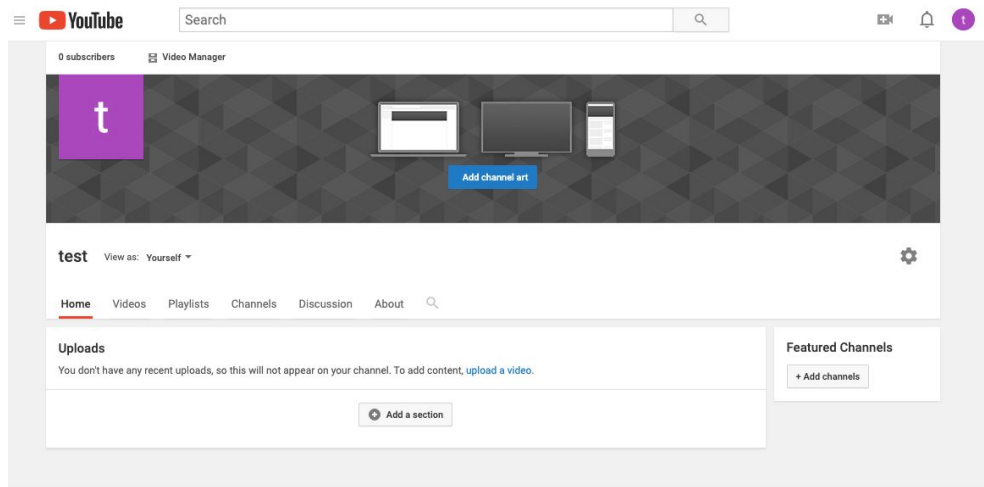 YouTube Search t
0 subscribers Video Manager
t
Add channel art
test View as: Yourself
Home Videos Playlists Channels Discussion About
Uploads Featured Channels
You don't have any recent uploads, so this will not appear on your channel. To add content, upload a video.
+ Add channels
Add a section